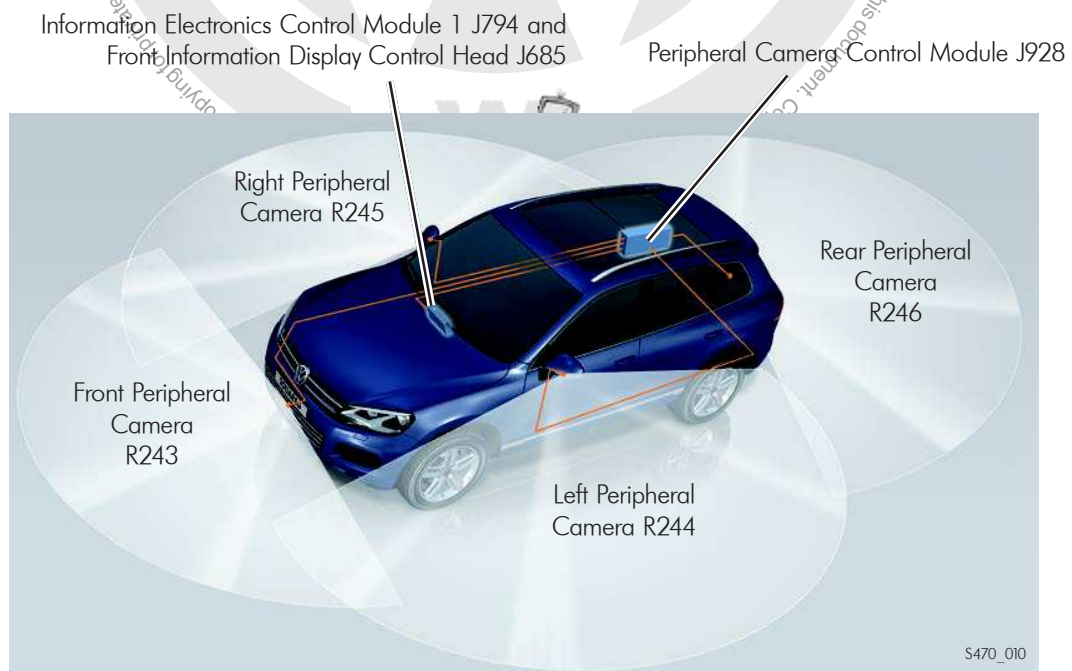 Information Electronics Control Module 1 J794 and
Front Information Display Control Head J685
Peripheral Camera Control Module J928
Right Peripheral
Camera R245
Rear Peripheral
Camera
R246
Front Peripheral
Camera
R243
Left Peripheral
Camera R244
S470_010